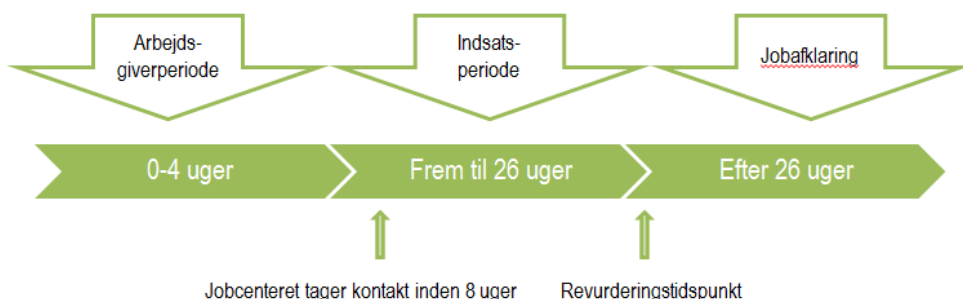 Arbejds-
giverperiode
Indsats-
periode
Jobafklaring
0-4 uger
Frem til 26 uger
Efter 26 uger
Jobcenteret tager kontakt inden 8 uger
Revurderingstidspunkt